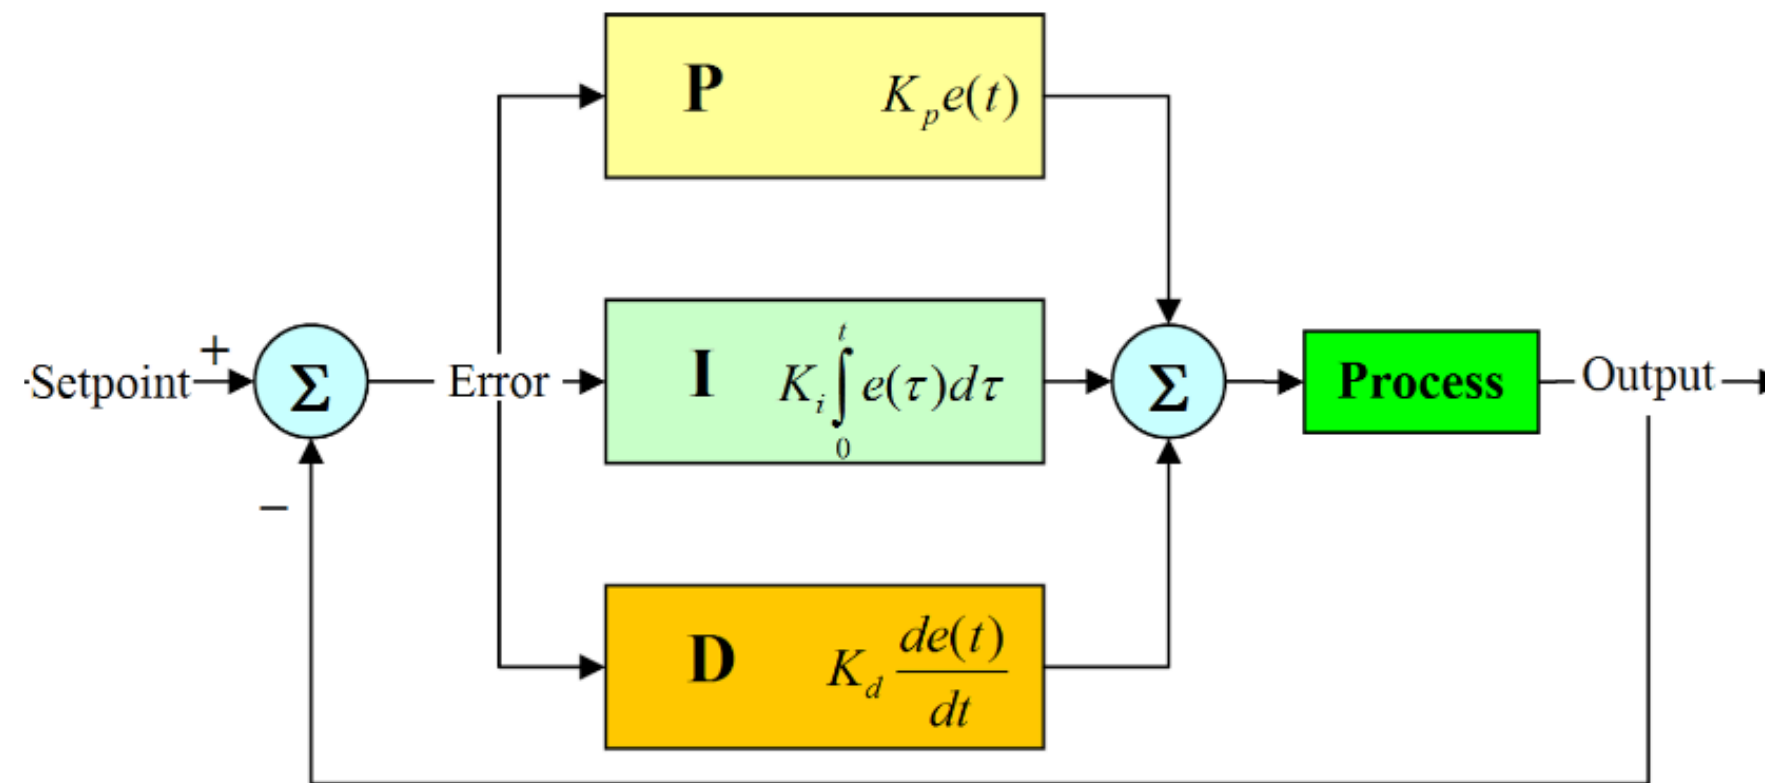 P K_p e(t)
+
Setpoint
Σ
Error
I K_i ∫_0^t e(τ)dτ
Σ
Process
Output
−
D K_d de(t)/dt